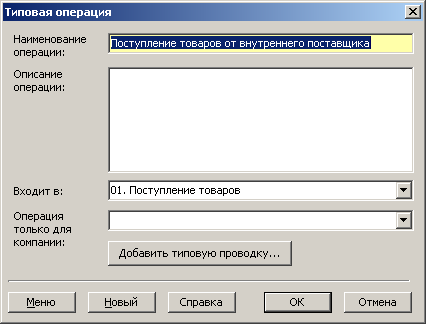 Типовая операция
Наименование
операции:
Поступление товаров от внутреннего поставщика
Описание
операции:
Входит в:
01. Поступление товаров
Операция
только для
компании:
Добавить типовую проводку...
Меню
Новый
Справка
ОК
Отмена